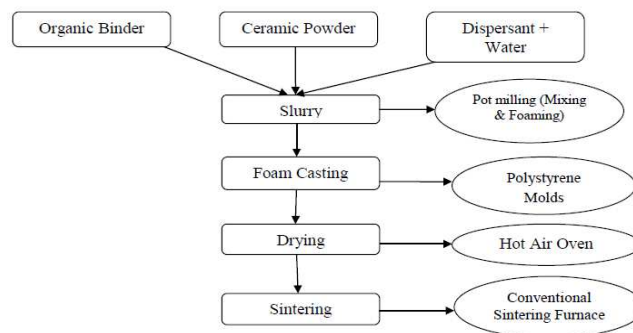 Organic Binder
Ceramic Powder
Dispersant +
Water
Slurry
Pot milling (Mixing
& Foaming)
Foam Casting
Polystyrene
Molds
Drying
Hot Air Oven
Sintering
Conventional
Sintering Furnace